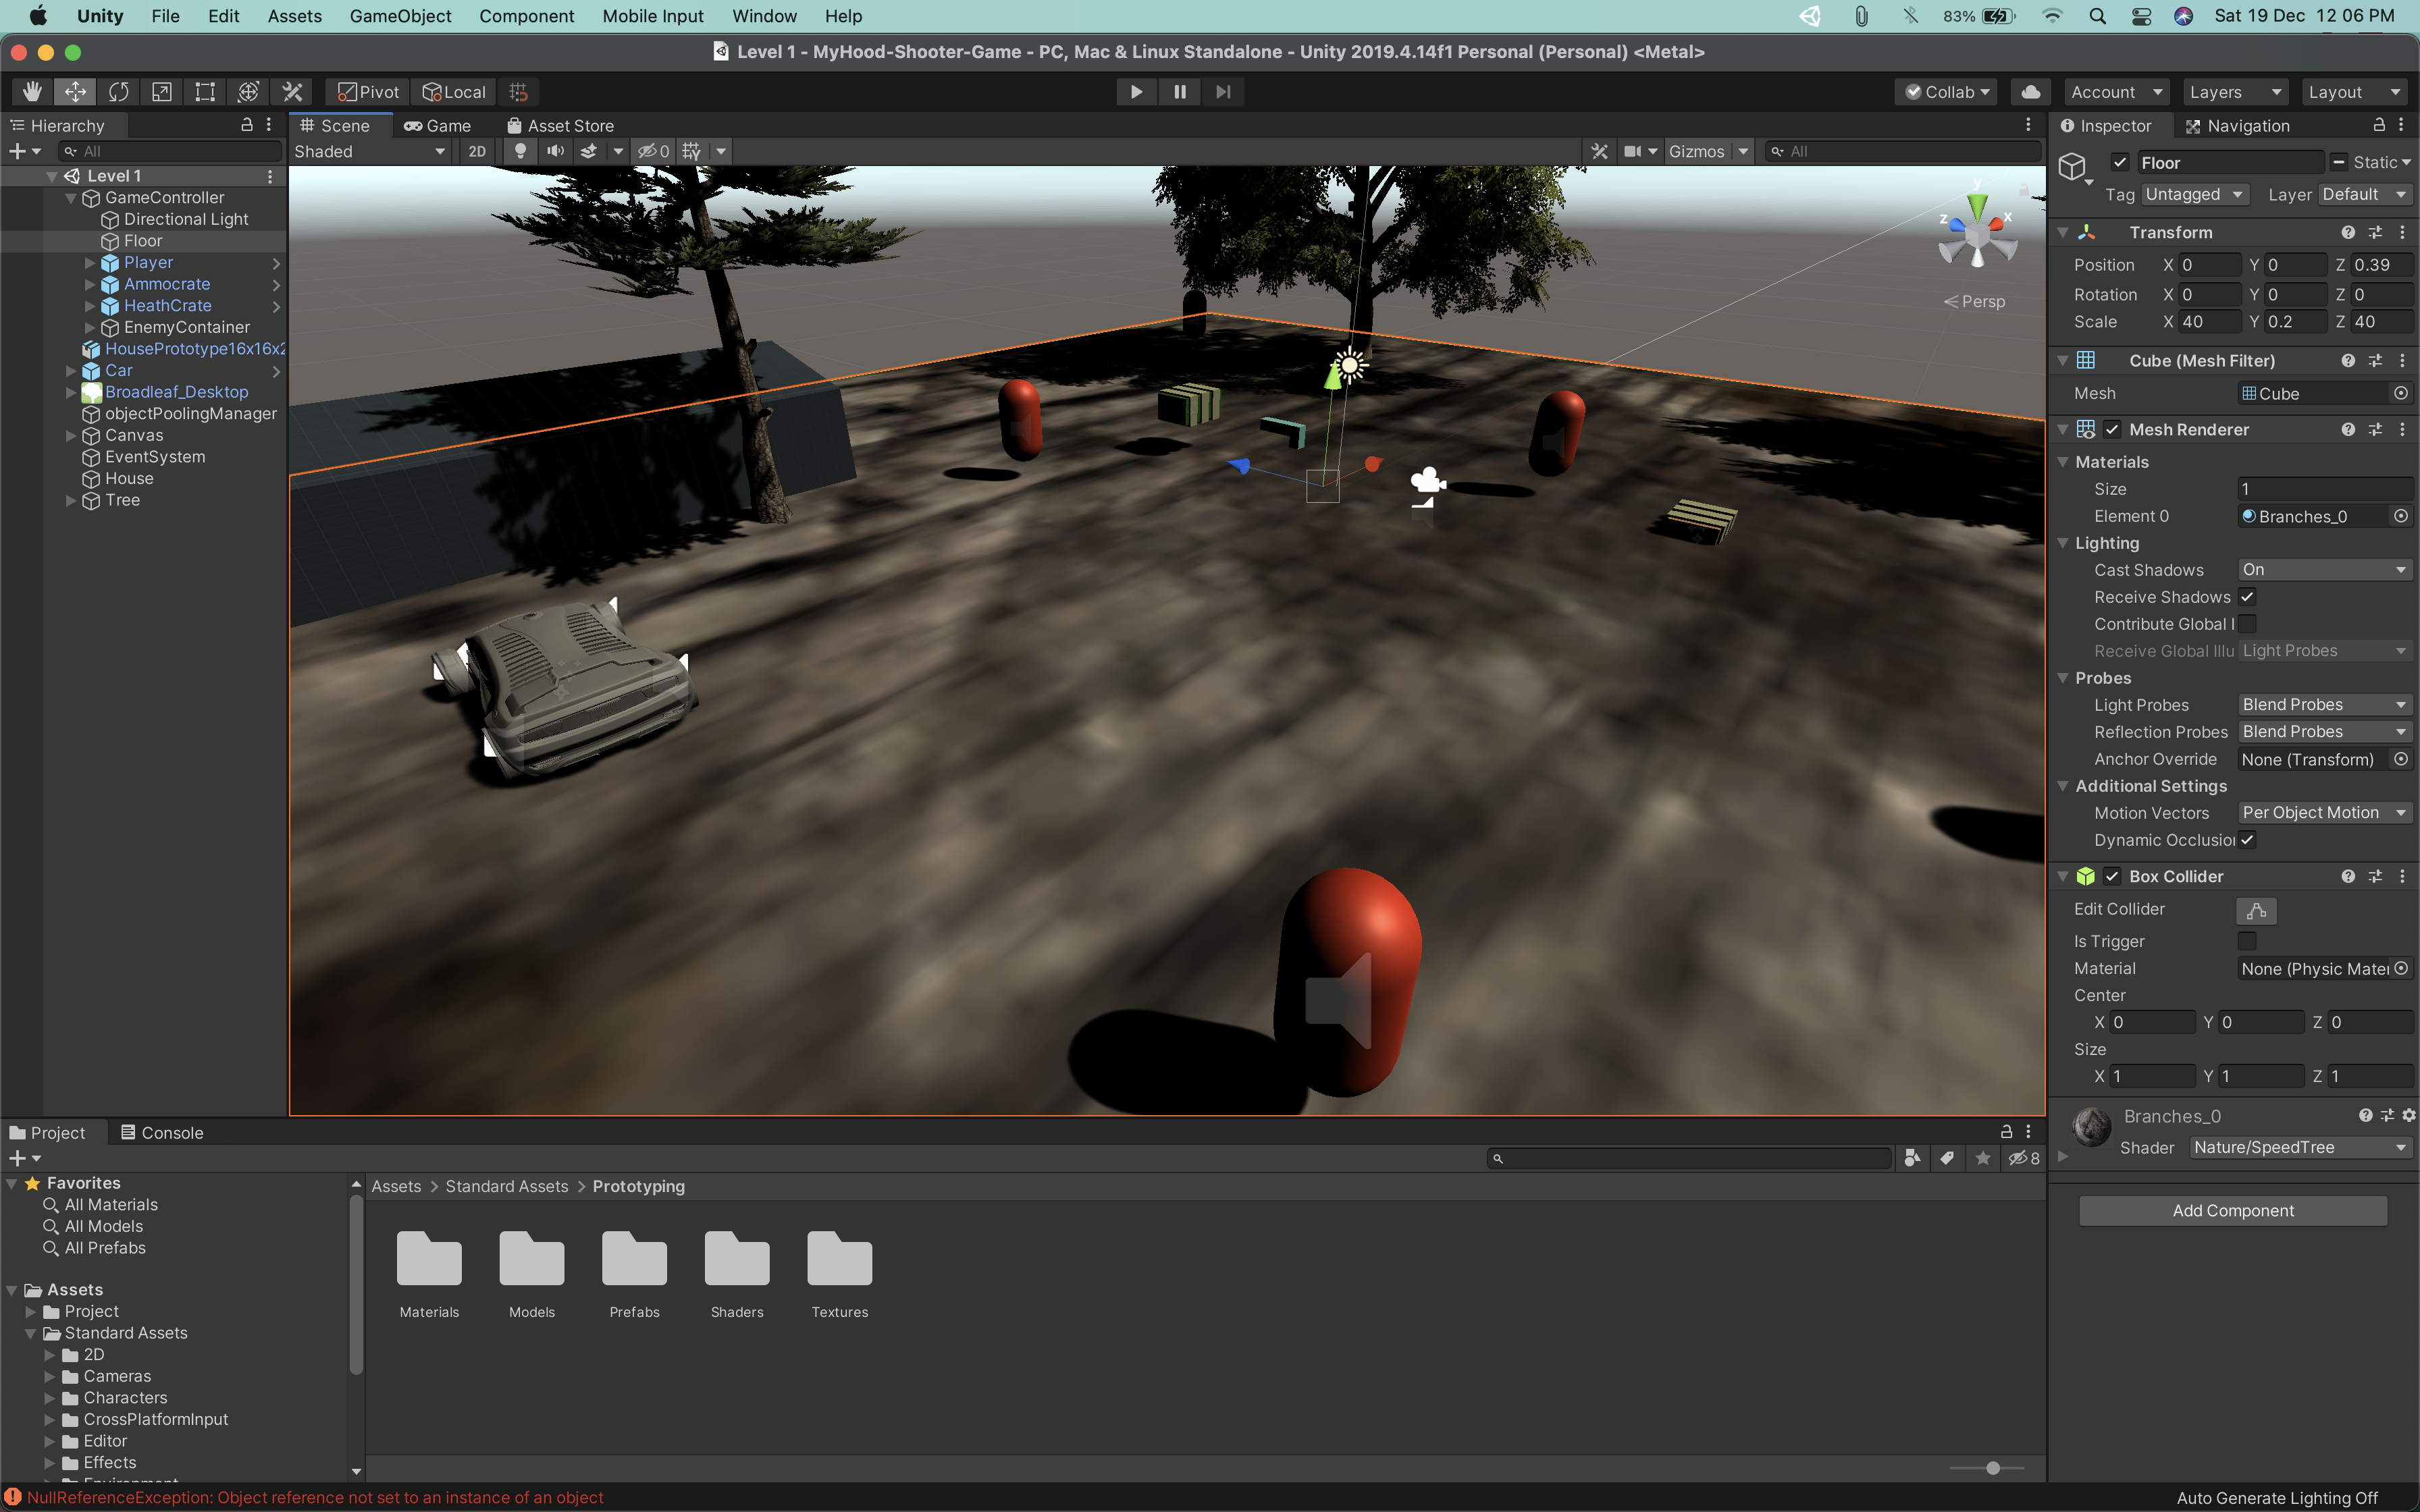 Unity File Edit Assets GameObject Component Mobile Input Window Help 83% Sat 19 Dec 12 06 PM
Level 1 - MyHood-Shooter-Game - PC, Mac & Linux Standalone - Unity 2019.4.14f1 Personal (Personal) <Metal>
Pivot Local Collab Account Layers Layout
Hierarchy
All
Level 1
GameController
Directional Light
Floor
Player
Ammocrate
HeathCrate
EnemyContainer
HousePrototype16x16x2
Car
Broadleaf_Desktop
objectPoolingManager
Canvas
EventSystem
House
Tree
Scene Game Asset Store
Shaded 2D 0 Gizmos All
y
z x
Persp
Inspector Navigation
Floor Static
Tag Untagged Layer Default
Transform
Position X 0 Y 0 Z 0.39
Rotation X 0 Y 0 Z 0
Scale X 40 Y 0.2 Z 40
Cube (Mesh Filter)
Mesh Cube
Mesh Renderer
Materials
Size 1
Element 0 Branches_0
Lighting
Cast Shadows On
Receive Shadows
Contribute Global I
Receive Global Illu Light Probes
Probes
Light Probes Blend Probes
Reflection Probes Blend Probes
Anchor Override None (Transform)
Additional Settings
Motion Vectors Per Object Motion
Dynamic Occlusion
Box Collider
Edit Collider
Is Trigger
Material None (Physic Mater
Center
X 0 Y 0 Z 0
Size
X 1 Y 1 Z 1
Branches_0
Shader Nature/SpeedTree
Add Component
Project Console
8
Favorites
All Materials
All Models
All Prefabs
Assets
Project
Standard Assets
2D
Cameras
Characters
CrossPlatformInput
Editor
Effects
Environment
Assets > Standard Assets > Prototyping
Materials Models Prefabs Shaders Textures
NullReferenceException: Object reference not set to an instance of an object
Auto Generate Lighting Off